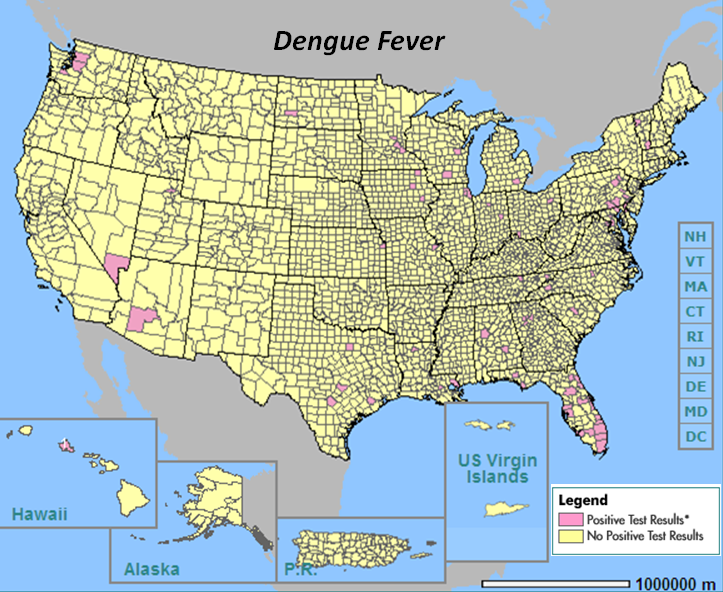 Dengue Fever
NH
VT
MA
CT
RI
NJ
DE
MD
DC
Hawaii
Alaska
P.R.
US Virgin
Islands
Legend
Positive Test Results*
No Positive Test Results
1000000 m